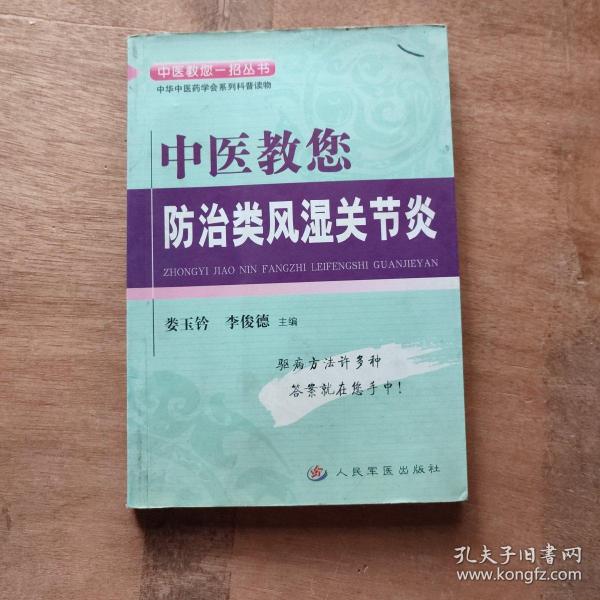 中医教您一招丛书
中华中医药学会系列科普读物
中医教您
防治类风湿关节炎
ZHONGYI JIAO NIN FANGZHI LEIFENGSHI GUANJIEYAN
娄玉钤 李俊德 主编
驱病方法许多种
答案就在您手中!
人民军医出版社
孔夫子旧书网
www.kongfz.com